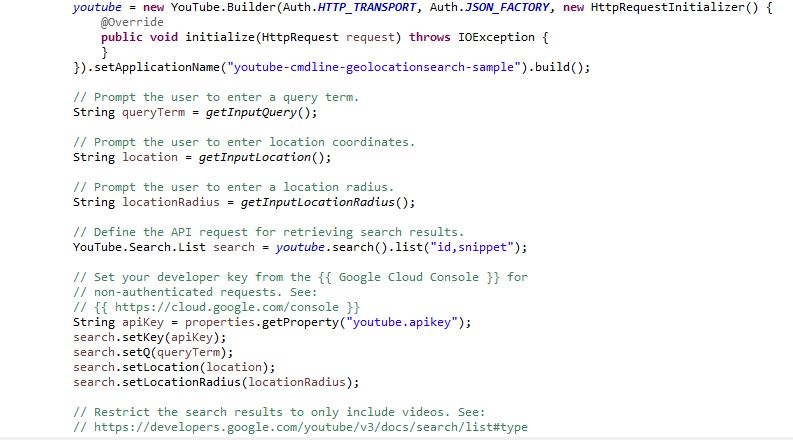 youtube = new YouTube.Builder(Auth.HTTP_TRANSPORT, Auth.JSON_FACTORY, new HttpRequestInitializer() {
@Override
public void initialize(HttpRequest request) throws IOException {
}
}).setApplicationName("youtube-cmdline-geolocationsearch-sample").build();
// Prompt the user to enter a query term.
String queryTerm = getInputQuery();
// Prompt the user to enter location coordinates.
String location = getInputLocation();
// Prompt the user to enter a location radius.
String locationRadius = getInputLocationRadius();
// Define the API request for retrieving search results.
YouTube.Search.List search = youtube.search().list("id,snippet");
// Set your developer key from the {{ Google Cloud Console }} for
// non-authenticated requests. See:
// {{ https://cloud.google.com/console }}
String apiKey = properties.getProperty("youtube.apikey");
search.setKey(apiKey);
search.setQ(queryTerm);
search.setLocation(location);
search.setLocationRadius(locationRadius);
// Restrict the search results to only include videos. See:
// https://developers.google.com/youtube/v3/docs/search/list#type